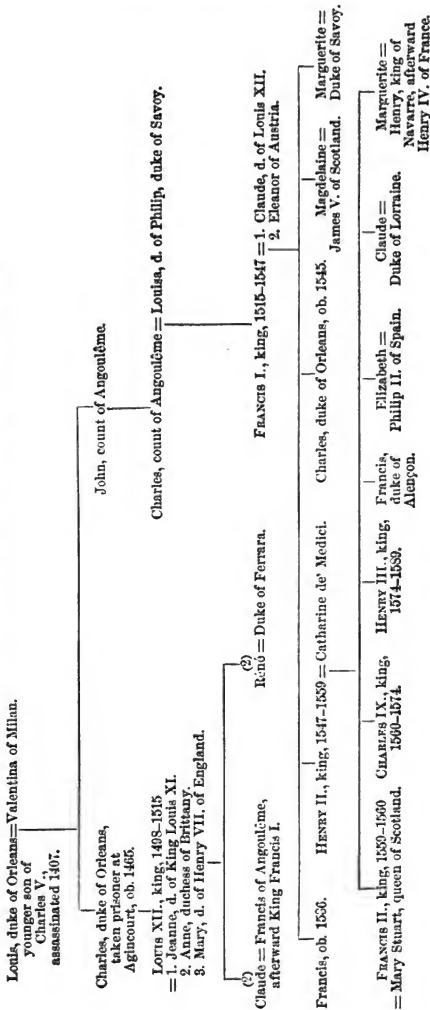 Louis, duke of Orleans=Valentina of Milan.
younger son of
Charles V.,
assassinated 1407.
Charles, duke of Orleans,
taken prisoner at
Agincourt, ob. 1465.
John, count of Angoulême.
LOUIS XII., king, 1498-1515
= 1. Jeanne, d. of King Louis XI.
2. Anne, duchess of Brittany.
3. Mary, d. of Henry VII. of England.
Charles, count of Angoulême = Louisa, d. of Philip, duke of Savoy.
(2)
Claude = Francis of Angoulême,
afterward King Francis I.
(2)
Réné = Duke of Ferrara.
FRANCIS I., king, 1515-1547 = 1. Claude, d. of Louis XII.
2. Eleanor of Austria.
Francis, ob. 1536.
HENRY II., king, 1547-1559 = Catharine de' Medici.
Charles, duke of Orleans, ob. 1545.
Magdelaine =
James V. of Scotland.
Marguerite =
Duke of Savoy.
FRANCIS II., king, 1559-1560
= Mary Stuart, queen of Scotland.
CHARLES IX., king,
1560-1574.
HENRY III., king,
1574-1589.
Francis,
duke of
Alençon.
Elizabeth =
Philip II. of Spain.
Claude =
Duke of Lorraine.
Marguerite =
Henry, king of
Navarre, afterward
Henry IV. of France.